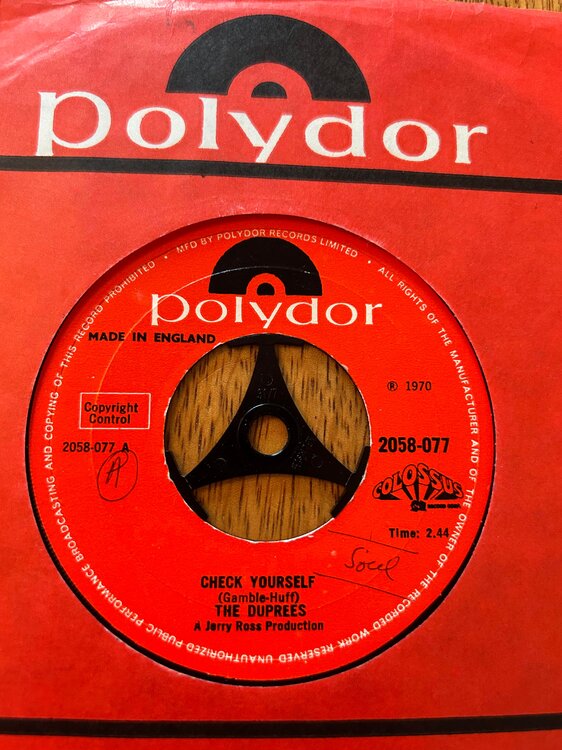 polydor
MFD BY POLYDOR RECORDS LIMITED • ALL RIGHTS OF THE MANUFACTURER AND OF THE OWNER OF THE RECORDED WORK RESERVED UNAUTHORIZED PUBLIC PERFORMANCE BROADCASTING AND COPYING OF THIS RECORD PROHIBITED •
polydor
MADE IN ENGLAND
℗ 1970
Copyright
Control
2058-077 A
A
2058-077
COLOSSUS
Time: 2.44
Soul
CHECK YOURSELF
(Gamble-Huff)
THE DUPREES
A Jerry Ross Production